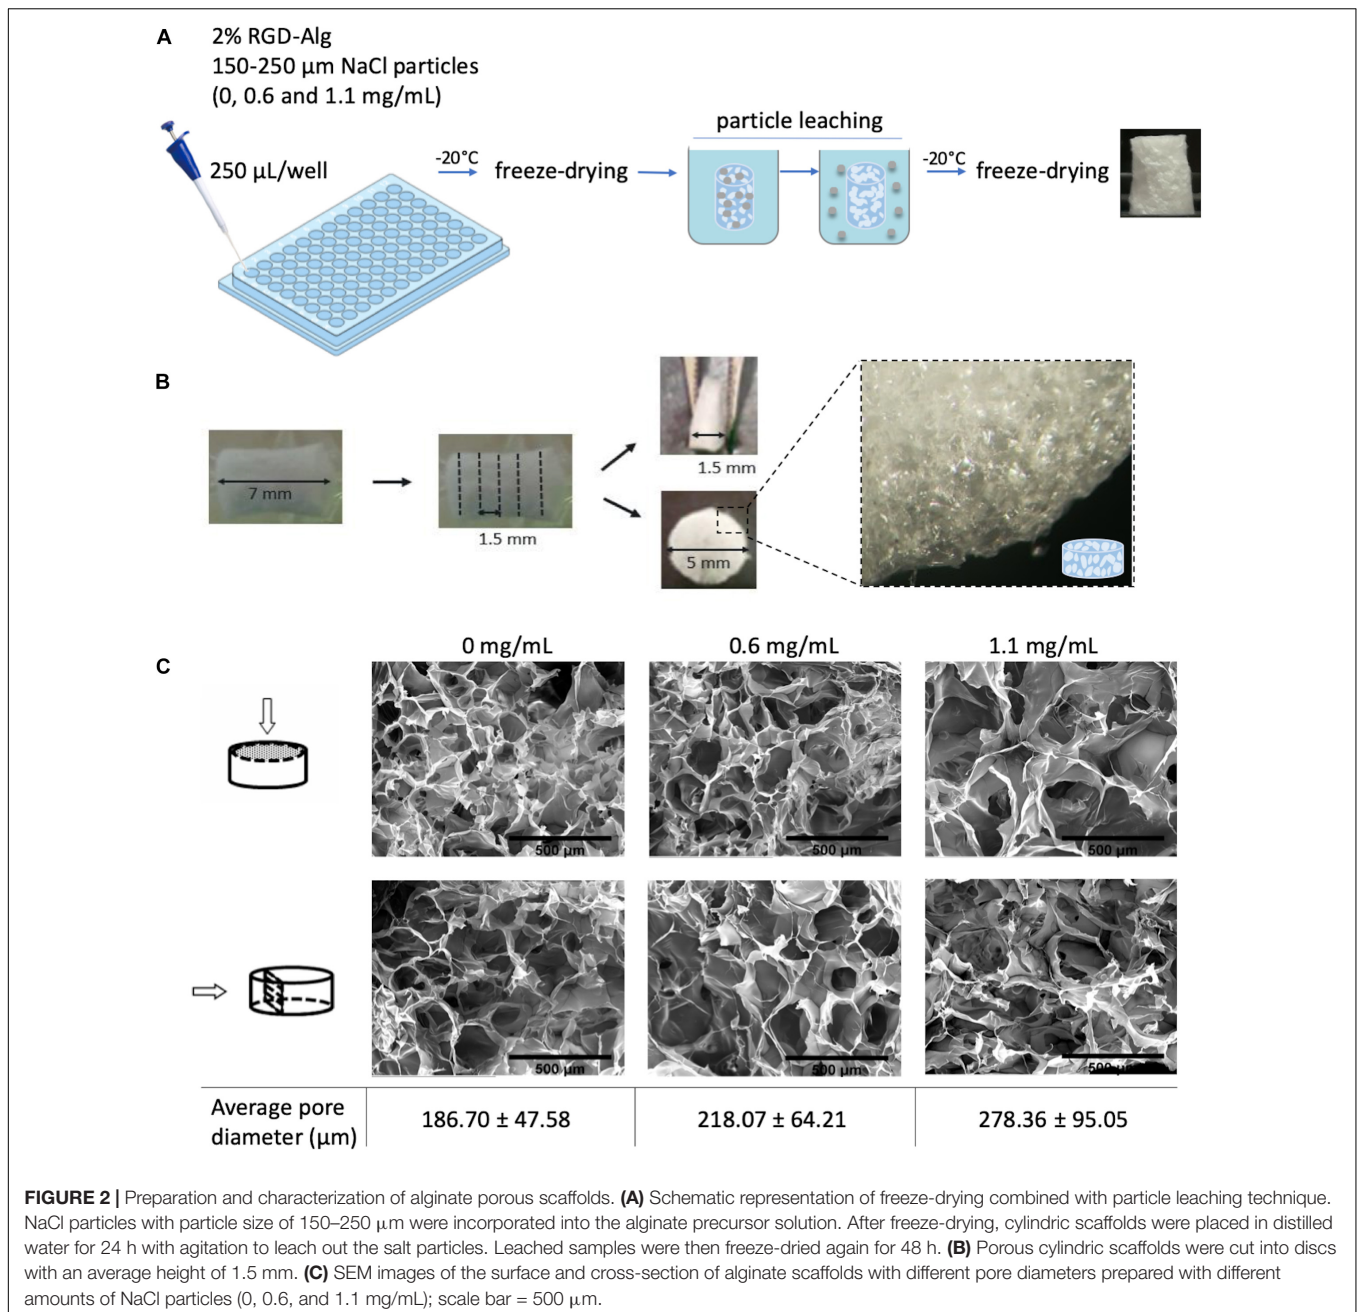 A
2% RGD-Alg
150-250 µm NaCl particles
(0, 0.6 and 1.1 mg/mL)
250 µL/well
-20°C
freeze-drying
particle leaching
-20°C
freeze-drying
B
7 mm
1.5 mm
1.5 mm
5 mm
C
0 mg/mL
0.6 mg/mL
1.1 mg/mL
500 µm
500 µm
500 µm
500 µm
500 µm
500 µm
Average pore
diameter (µm)
186.70 ± 47.58
218.07 ± 64.21
278.36 ± 95.05
FIGURE 2 | Preparation and characterization of alginate porous scaffolds. (A) Schematic representation of freeze-drying combined with particle leaching technique.
NaCl particles with particle size of 150–250 µm were incorporated into the alginate precursor solution. After freeze-drying, cylindric scaffolds were placed in distilled
water for 24 h with agitation to leach out the salt particles. Leached samples were then freeze-dried again for 48 h. (B) Porous cylindric scaffolds were cut into discs
with an average height of 1.5 mm. (C) SEM images of the surface and cross-section of alginate scaffolds with different pore diameters prepared with different
amounts of NaCl particles (0, 0.6, and 1.1 mg/mL); scale bar = 500 µm.